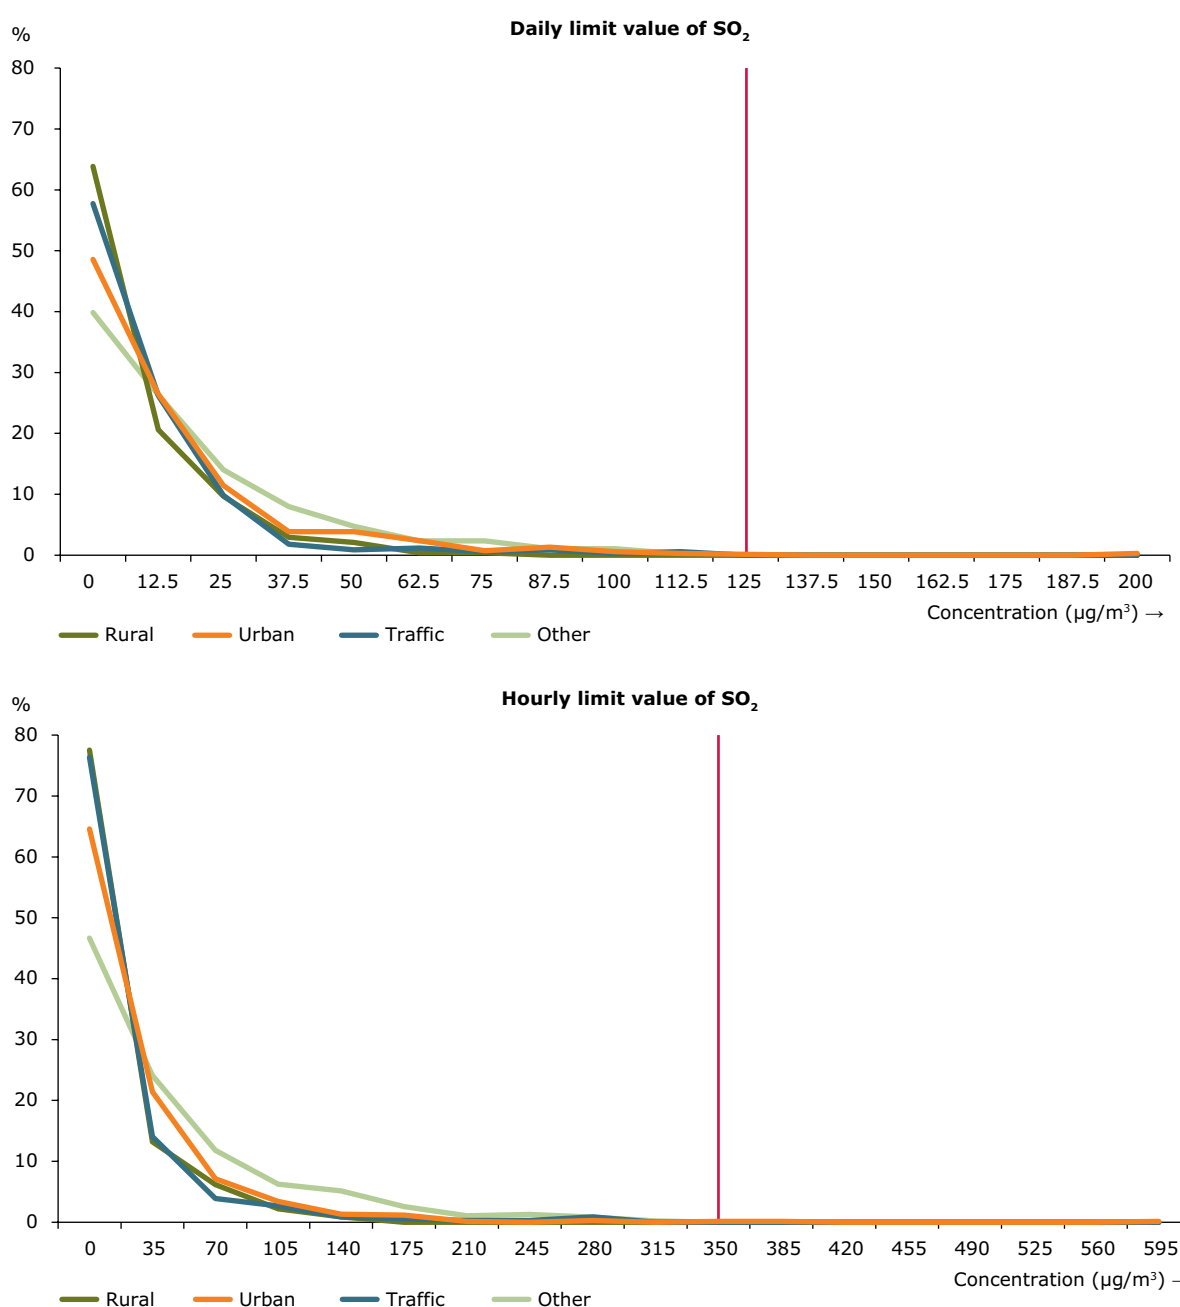 Daily limit value of SO₂
%
80
70
60
50
40
30
20
10
0
0 12.5 25 37.5 50 62.5 75 87.5 100 112.5 125 137.5 150 162.5 175 187.5 200
Concentration (µg/m³) →
Rural Urban Traffic Other
Hourly limit value of SO₂
%
80
70
60
50
40
30
20
10
0
0 35 70 105 140 175 210 245 280 315 350 385 420 455 490 525 560 595
Concentration (µg/m³) →
Rural Urban Traffic Other